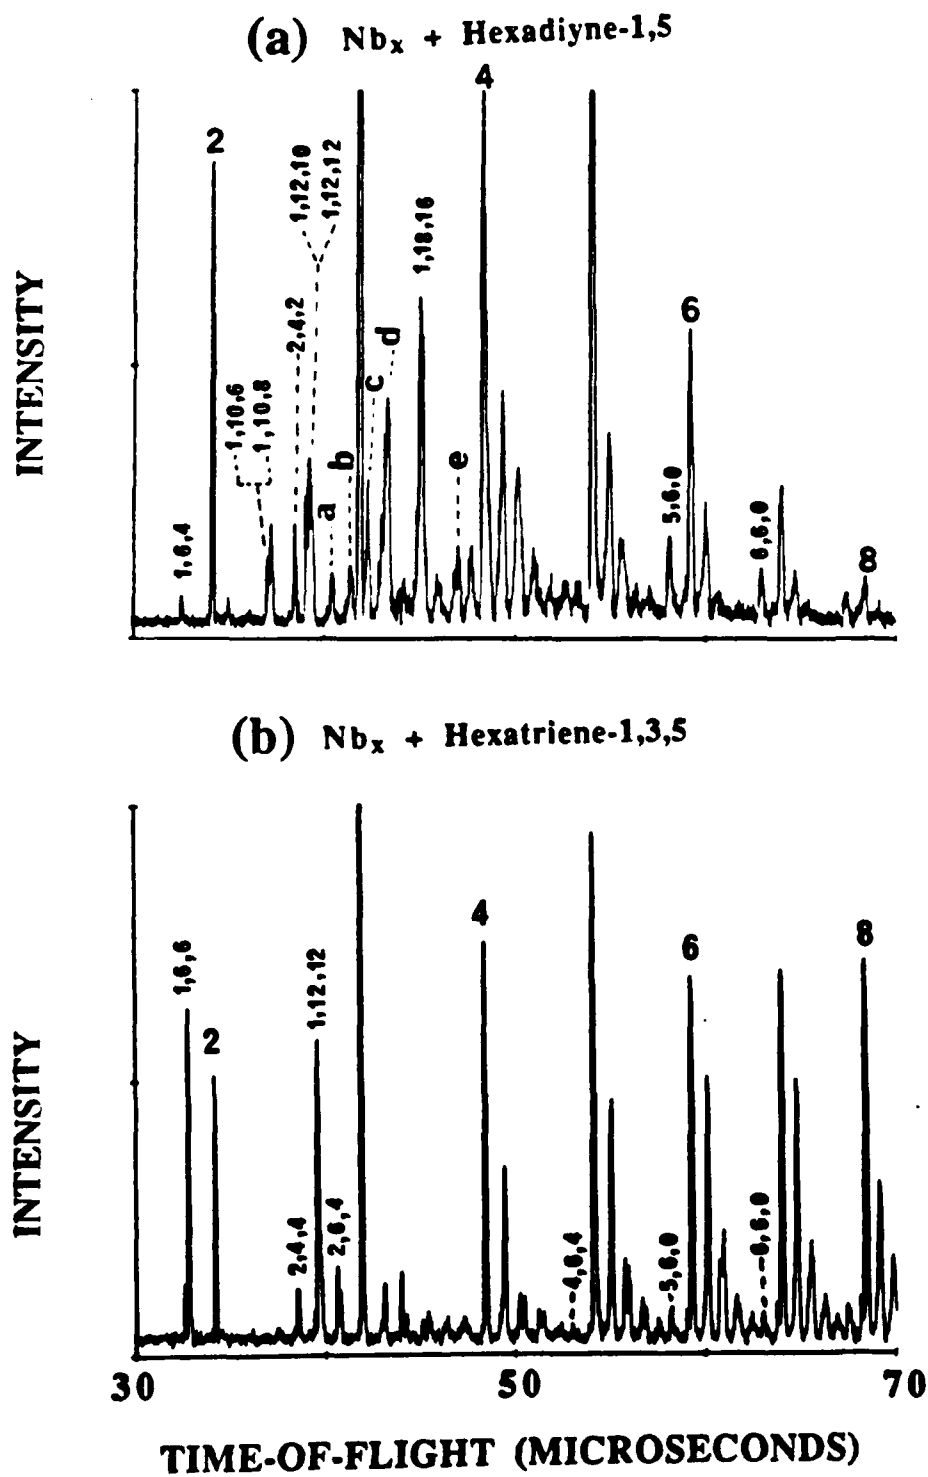 (a) Nbx + Hexadiyne-1,5
INTENSITY
1,6,4
2
1,10,6
1,10,8
2,4,2
1,12,10
1,12,12
a
b
c
d
1,18,16
e
4
5,6,0
6
6,6,0
8
(b) Nbx + Hexatriene-1,3,5
INTENSITY
1,6,6
2
2,4,4
1,12,12
2,6,4
4
4,6,4
5,6,0
6
6,6,0
8
30 50 70
TIME-OF-FLIGHT (MICROSECONDS)